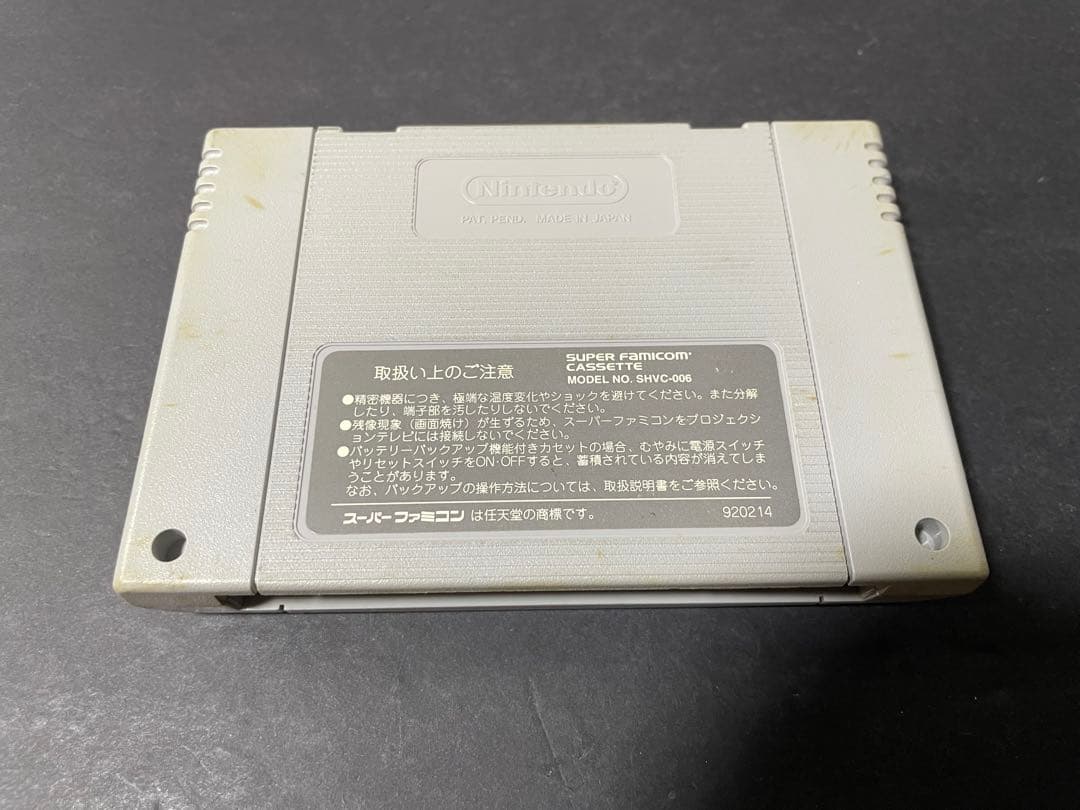 Nintendo
PAT. PEND. MADE IN JAPAN
取扱い上のご注意
SUPER FAMICOM
CASSETTE
MODEL NO. SHVC-006
●精密機器につき、極端な温度変化やショックを避けてください。また分解
したり、端子部を汚したりしないでください。
●残像現象（画面焼け）が生ずるため、スーパーファミコンをプロジェクシ
ョンテレビには接続しないでください。
●バッテリーバックアップ機能付きカセットの場合、むやみに電源スイッチ
やリセットスイッチをON·OFFすると、蓄積されている内容が消えてしま
うことがあります。
なお、バックアップの操作方法については、取扱説明書をご参照ください。
スーパーファミコン は任天堂の商標です。
920214